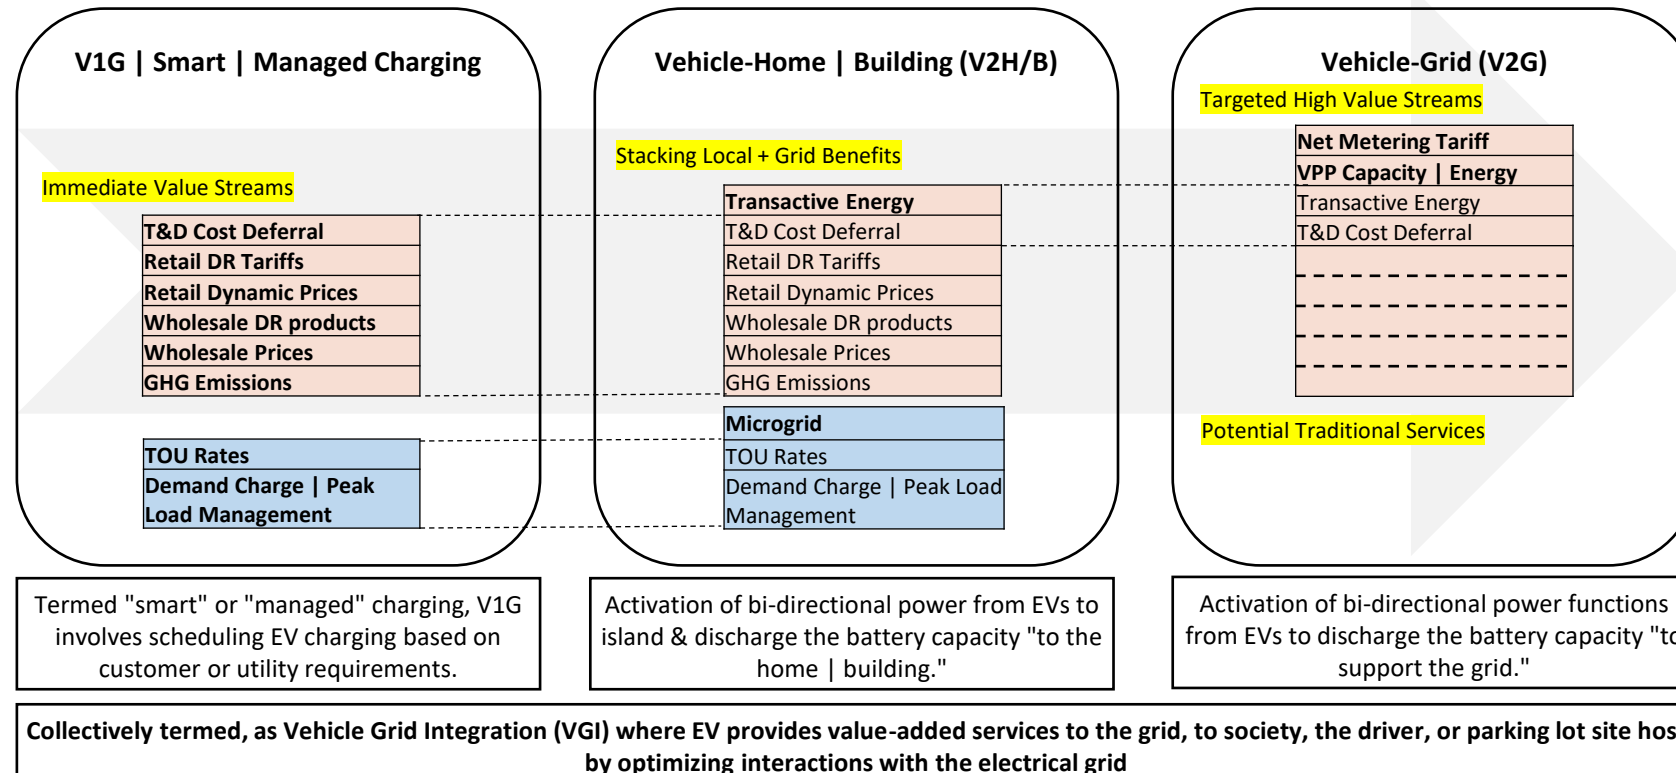 V1G | Smart | Managed Charging
Immediate Value Streams
T&D Cost Deferral
Retail DR Tariffs
Retail Dynamic Prices
Wholesale DR products
Wholesale Prices
GHG Emissions
TOU Rates
Demand Charge | Peak
Load Management
Termed "smart" or "managed" charging, V1G
involves scheduling EV charging based on
customer or utility requirements.
Vehicle-Home | Building (V2H/B)
Stacking Local + Grid Benefits
Transactive Energy
T&D Cost Deferral
Retail DR Tariffs
Retail Dynamic Prices
Wholesale DR products
Wholesale Prices
GHG Emissions
Microgrid
TOU Rates
Demand Charge | Peak Load
Management
Activation of bi-directional power from EVs to
island & discharge the battery capacity "to the
home | building."
Vehicle-Grid (V2G)
Targeted High Value Streams
Net Metering Tariff
VPP Capacity | Energy
Transactive Energy
T&D Cost Deferral
Potential Traditional Services
Activation of bi-directional power functions
from EVs to discharge the battery capacity "to
support the grid."
Collectively termed, as Vehicle Grid Integration (VGI) where EV provides value-added services to the grid, to society, the driver, or parking lot site hos
by optimizing interactions with the electrical grid